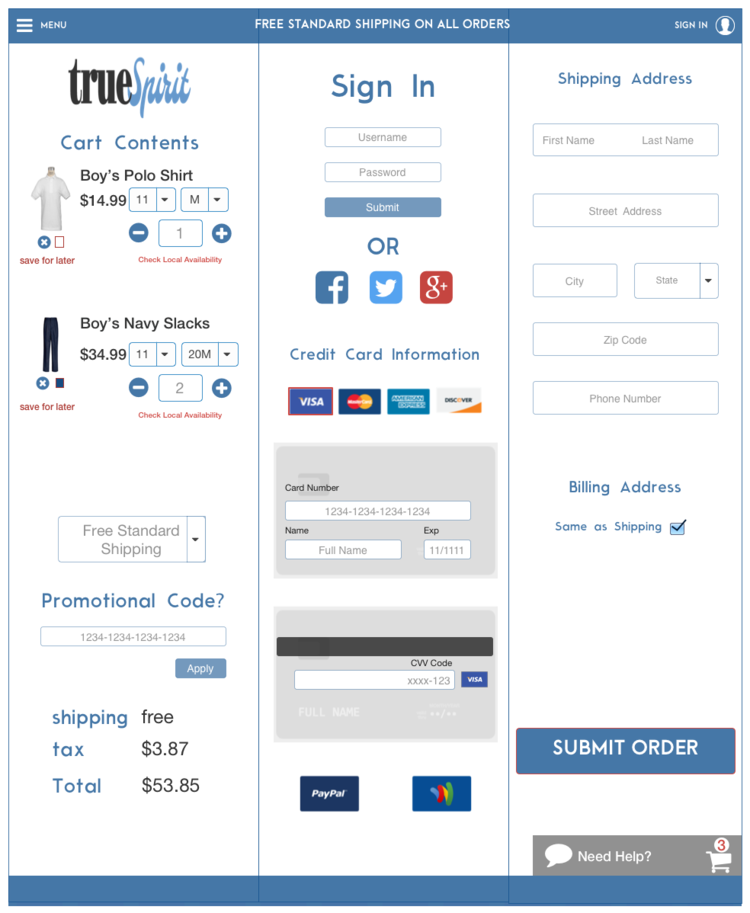 MENU
FREE STANDARD SHIPPING ON ALL ORDERS
SIGN IN
trueSpirit
Cart Contents
Boy's Polo Shirt
$14.99 11 M
1
save for later
Check Local Availability
Boy's Navy Slacks
$34.99 11 20M
2
save for later
Check Local Availability
Free Standard
Shipping
Promotional Code?
1234-1234-1234-1234
Apply
shipping free
tax $3.87
Total $53.85
Sign In
Username
Password
Submit
OR
f
g+
Credit Card Information
VISA MasterCard AMERICAN EXPRESS DISCOVER
Card Number
1234-1234-1234-1234
Name Exp
Full Name 11/1111
CVV Code
xxxx-123 VISA
FULL NAME **/**
PayPal
Shipping Address
First Name Last Name
Street Address
City State
Zip Code
Phone Number
Billing Address
Same as Shipping
SUBMIT ORDER
Need Help? 3